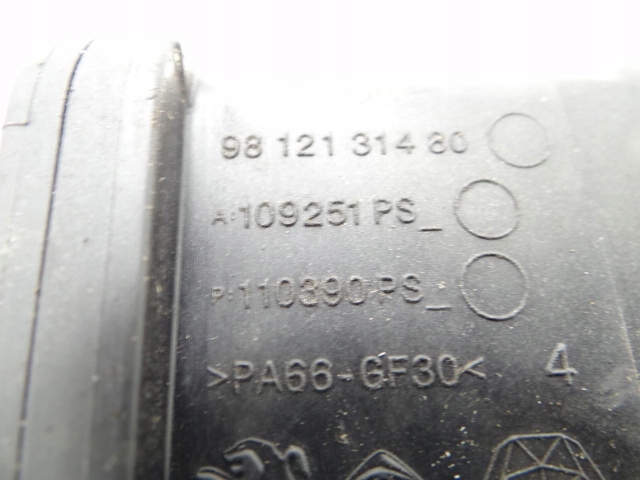 98 121 314 80
A:109251 PS_
P:110390 PS_
>PA66-GF30< 4